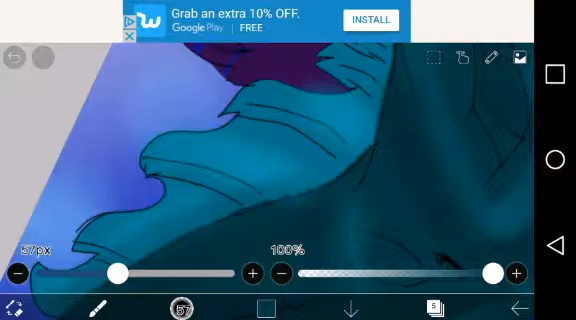 Grab an extra 10% OFF.
Google Play | FREE
INSTALL
57px
100%
57
5